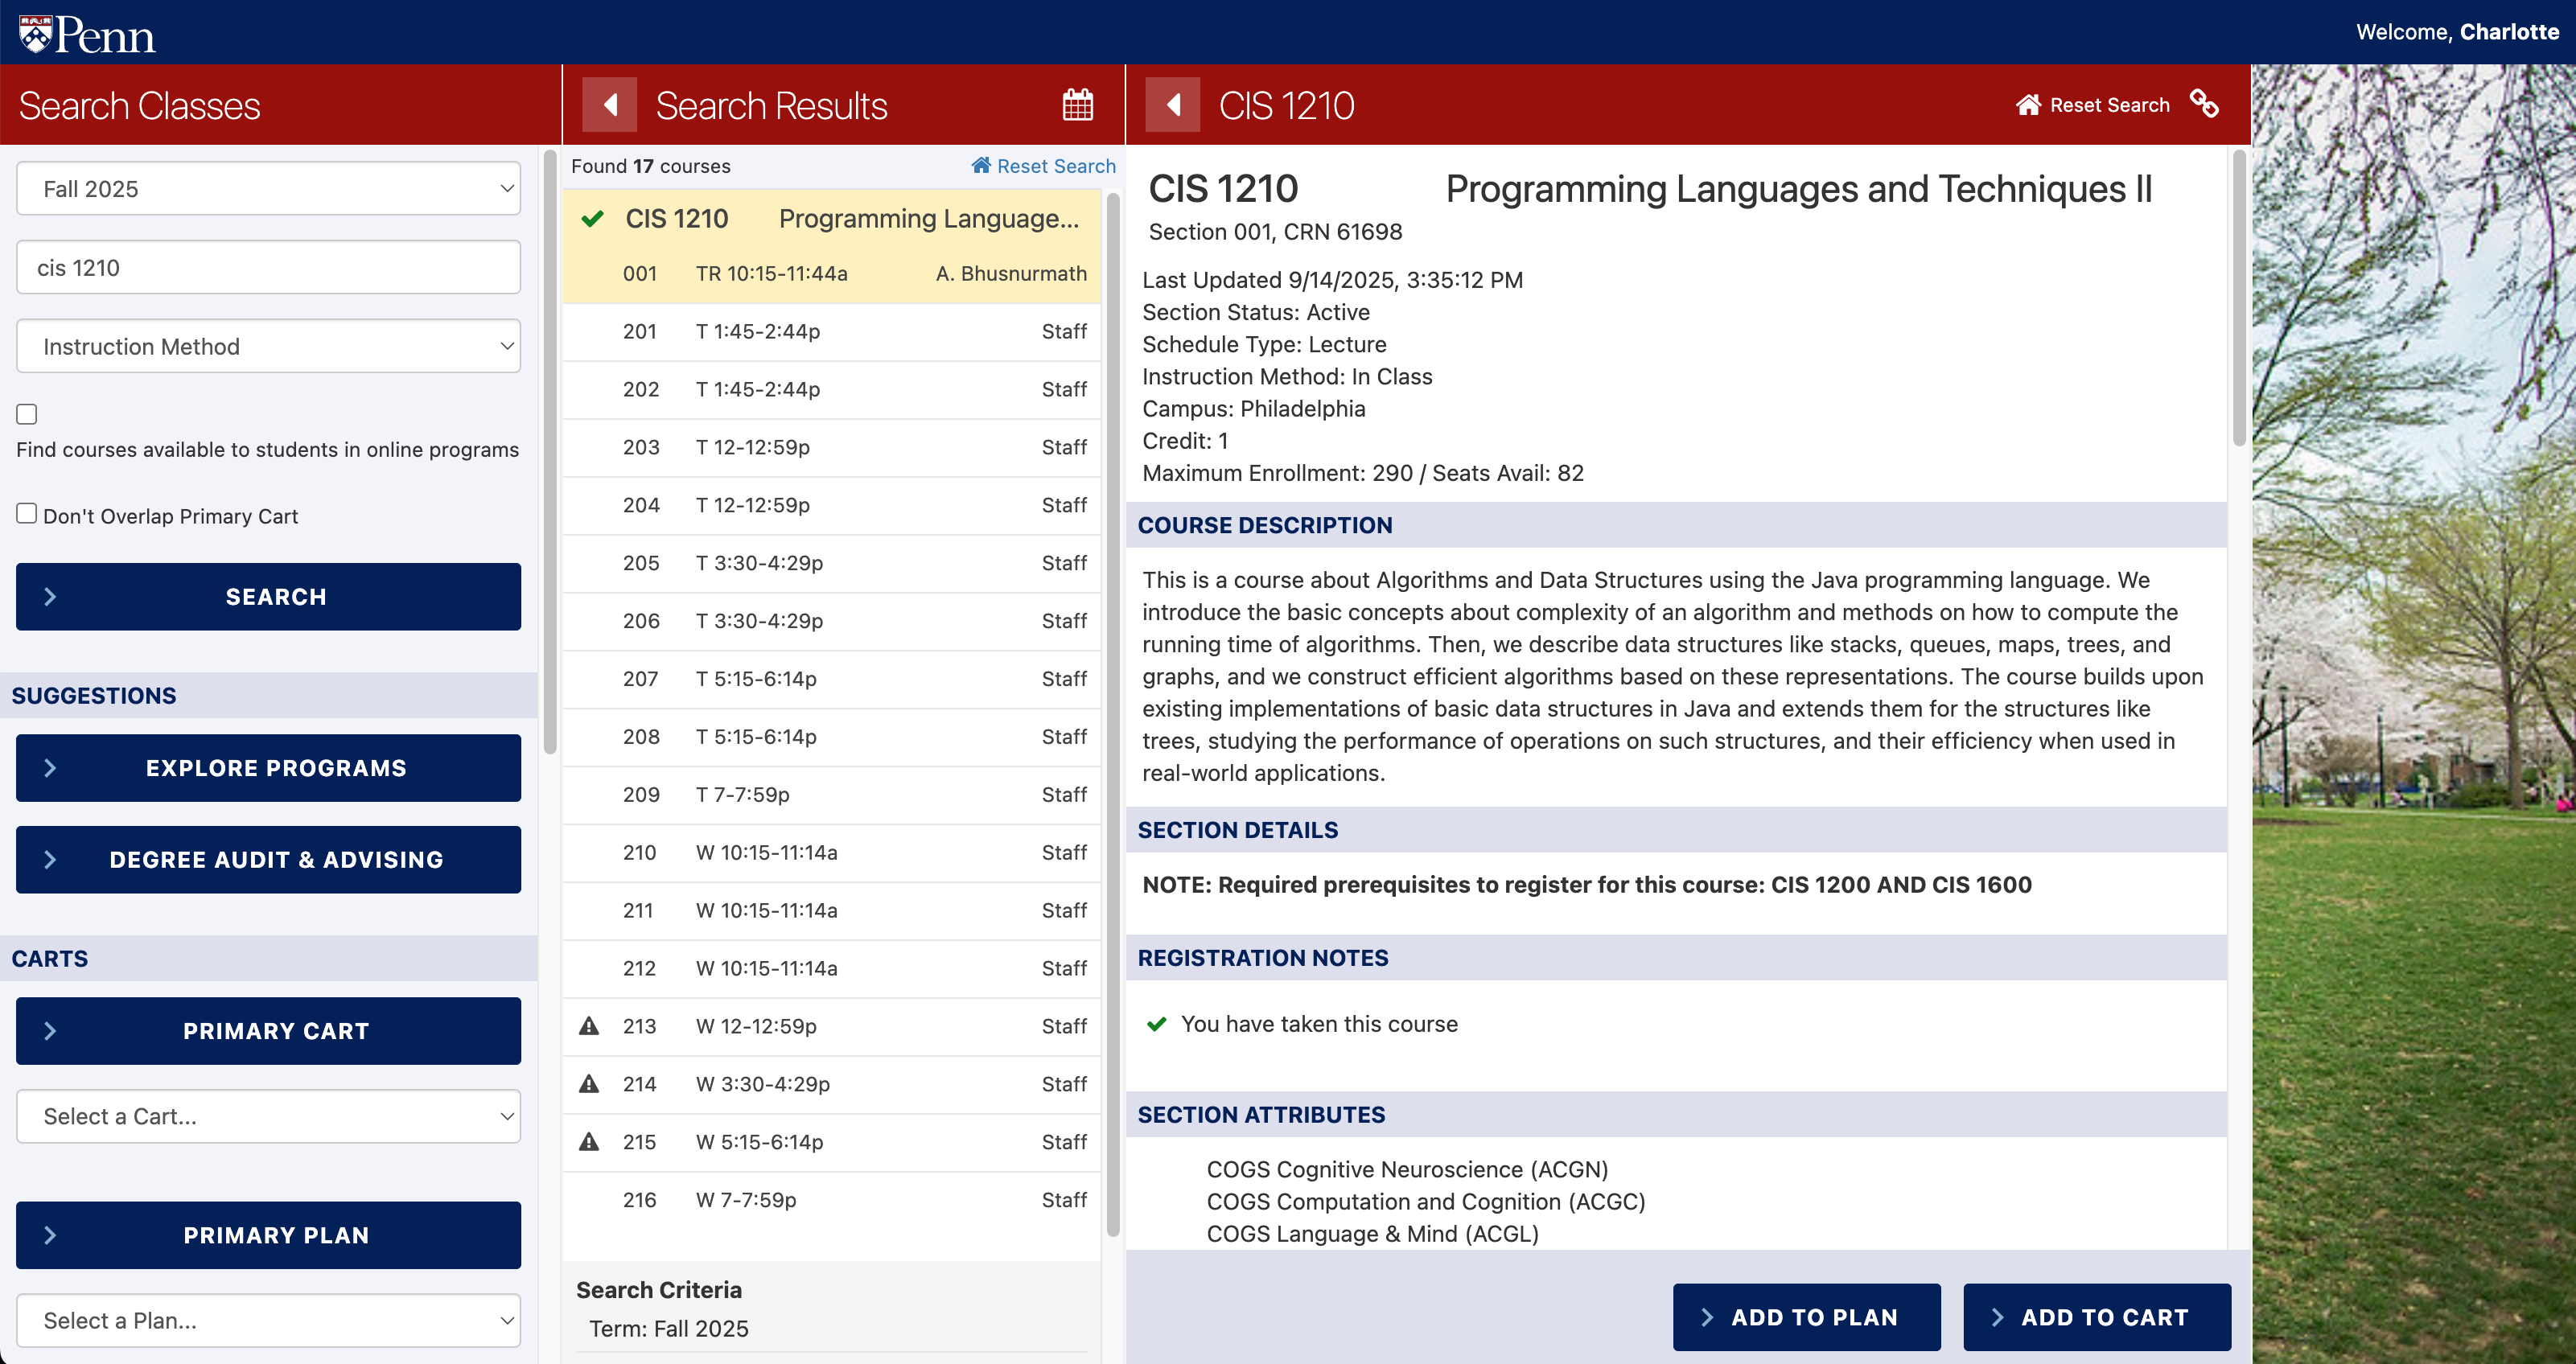 Penn
Welcome, Charlotte
Search Classes
Fall 2025
cis 1210
Instruction Method
Find courses available to students in online programs
Don't Overlap Primary Cart
SEARCH
SUGGESTIONS
EXPLORE PROGRAMS
DEGREE AUDIT & ADVISING
CARTS
PRIMARY CART
Select a Cart...
PRIMARY PLAN
Select a Plan...
Search Results
Found 17 courses Reset Search
CIS 1210 Programming Language...
001 TR 10:15-11:44a A. Bhusnurmath
201 T 1:45-2:44p Staff
202 T 1:45-2:44p Staff
203 T 12-12:59p Staff
204 T 12-12:59p Staff
205 T 3:30-4:29p Staff
206 T 3:30-4:29p Staff
207 T 5:15-6:14p Staff
208 T 5:15-6:14p Staff
209 T 7-7:59p Staff
210 W 10:15-11:14a Staff
211 W 10:15-11:14a Staff
212 W 10:15-11:14a Staff
213 W 12-12:59p Staff
214 W 3:30-4:29p Staff
215 W 5:15-6:14p Staff
216 W 7-7:59p Staff
Search Criteria
Term: Fall 2025
CIS 1210 Reset Search
CIS 1210 Programming Languages and Techniques II
Section 001, CRN 61698
Last Updated 9/14/2025, 3:35:12 PM
Section Status: Active
Schedule Type: Lecture
Instruction Method: In Class
Campus: Philadelphia
Credit: 1
Maximum Enrollment: 290 / Seats Avail: 82
COURSE DESCRIPTION
This is a course about Algorithms and Data Structures using the Java programming language. We
introduce the basic concepts about complexity of an algorithm and methods on how to compute the
running time of algorithms. Then, we describe data structures like stacks, queues, maps, trees, and
graphs, and we construct efficient algorithms based on these representations. The course builds upon
existing implementations of basic data structures in Java and extends them for the structures like
trees, studying the performance of operations on such structures, and their efficiency when used in
real-world applications.
SECTION DETAILS
NOTE: Required prerequisites to register for this course: CIS 1200 AND CIS 1600
REGISTRATION NOTES
You have taken this course
SECTION ATTRIBUTES
COGS Cognitive Neuroscience (ACGN)
COGS Computation and Cognition (ACGC)
COGS Language & Mind (ACGL)
ADD TO PLAN
ADD TO CART